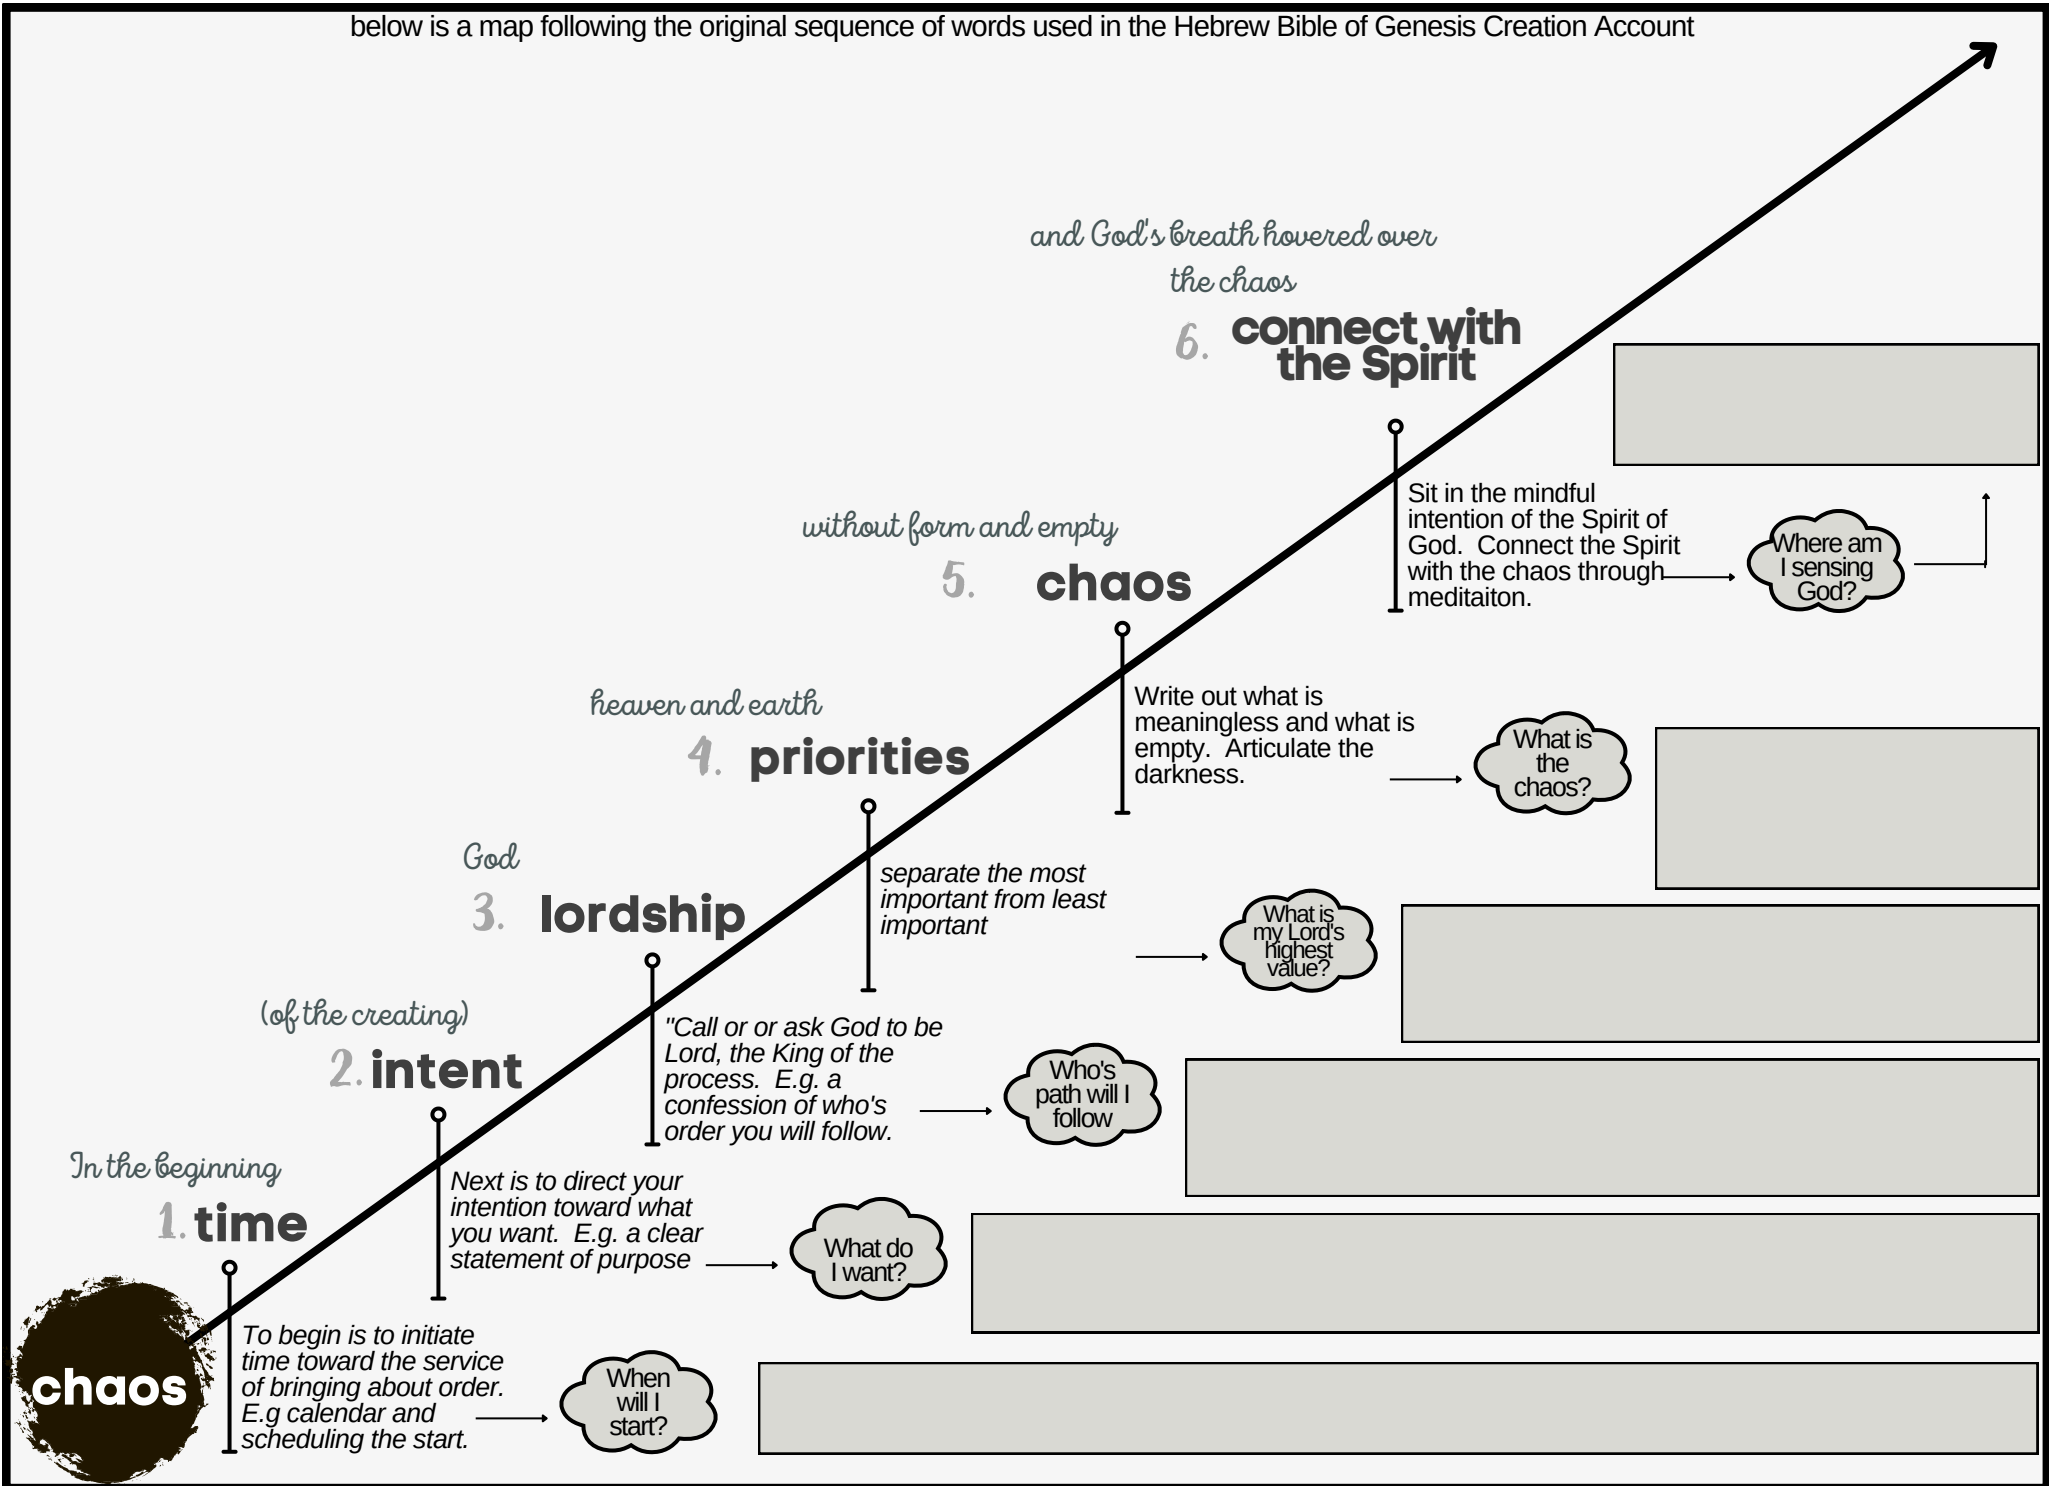 below is a map following the original sequence of words used in the Hebrew Bible of Genesis Creation Account
and God's breath hovered over
the chaos
6. connect with
the Spirit
Sit in the mindful
intention of the Spirit of
God.  Connect the Spirit
with the chaos through
meditaiton.
Where am
I sensing
God?
without form and empty
5. chaos
Write out what is
meaningless and what is
empty.  Articulate the
darkness.
What is
the
chaos?
heaven and earth
4. priorities
separate the most
important from least
important
What is
my Lord's
highest
value?
God
3. lordship
"Call or or ask God to be
Lord, the King of the
process.  E.g. a
confession of who's
order you will follow.
Who's
path will I
follow
(of the creating)
2. intent
Next is to direct your
intention toward what
you want.  E.g. a clear
statement of purpose
What do
I want?
In the beginning
1. time
To begin is to initiate
time toward the service
of bringing about order.
E.g calendar and
scheduling the start.
When
will I
start?
chaos